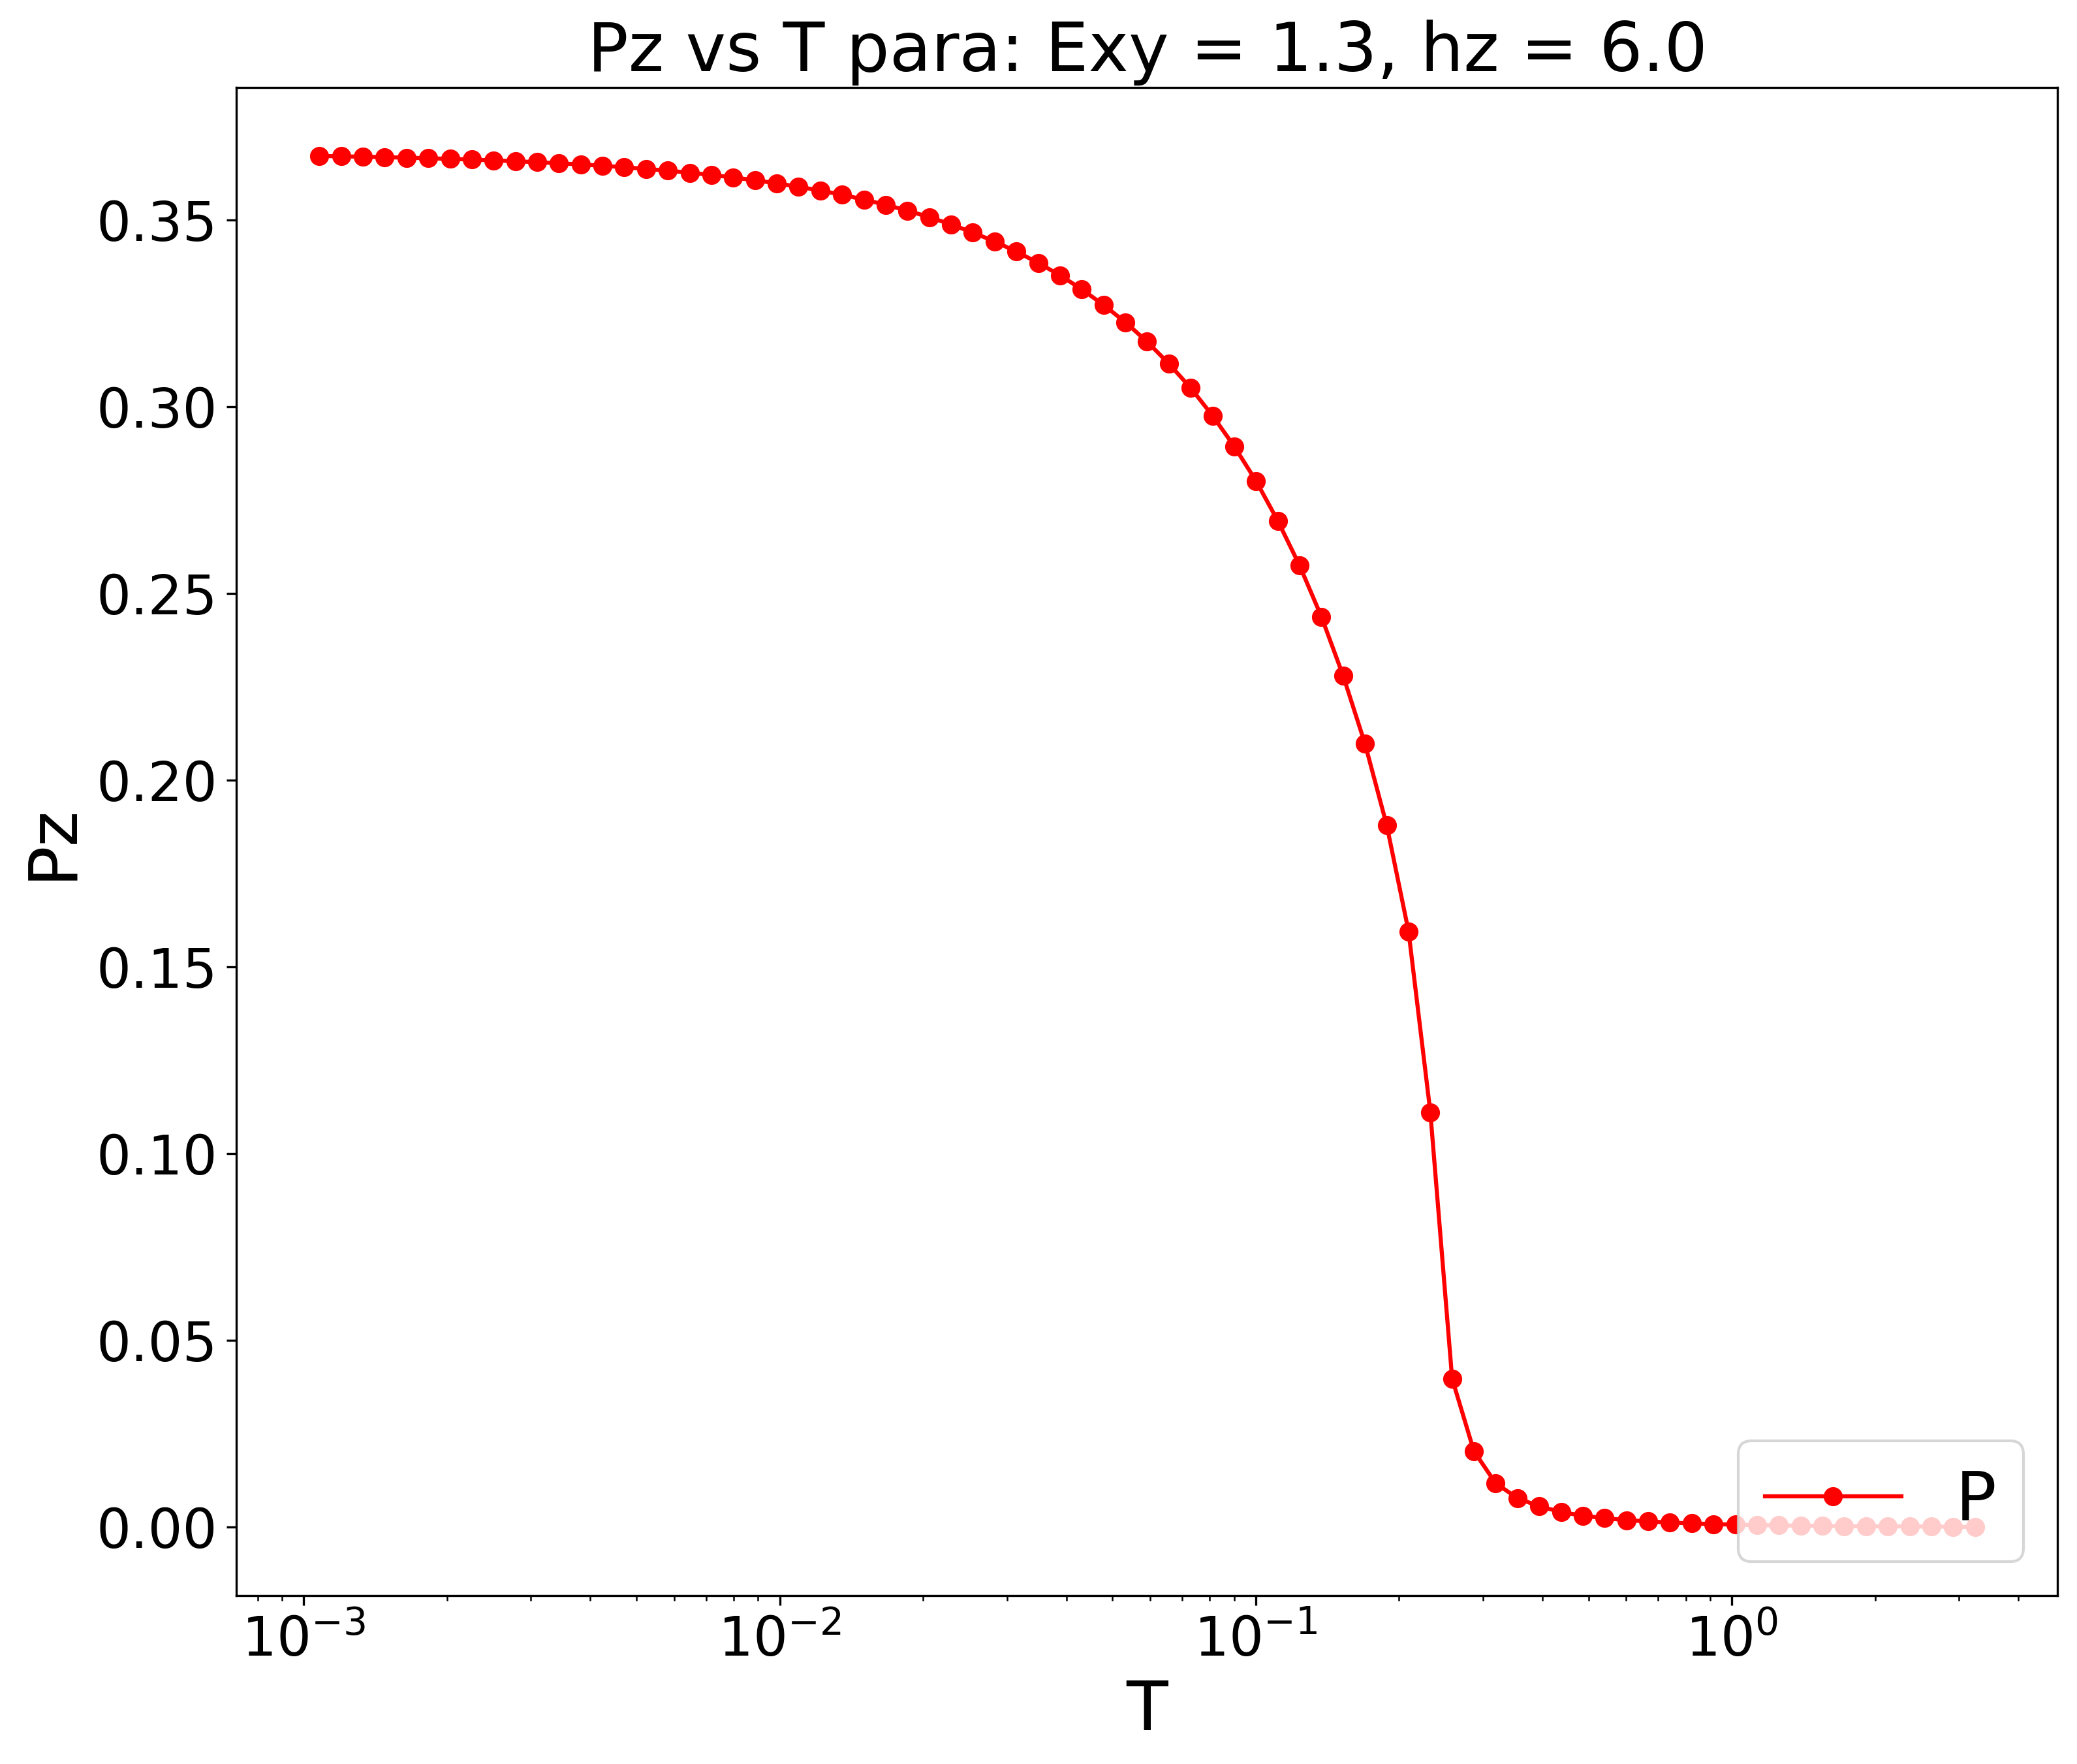 Pz vs T para: Exy = 1.3, hz = 6.0
Pz
0.35
0.30
0.25
0.20
0.15
0.10
0.05
0.00
P
10⁻³ 10⁻² 10⁻¹ 10⁰
T